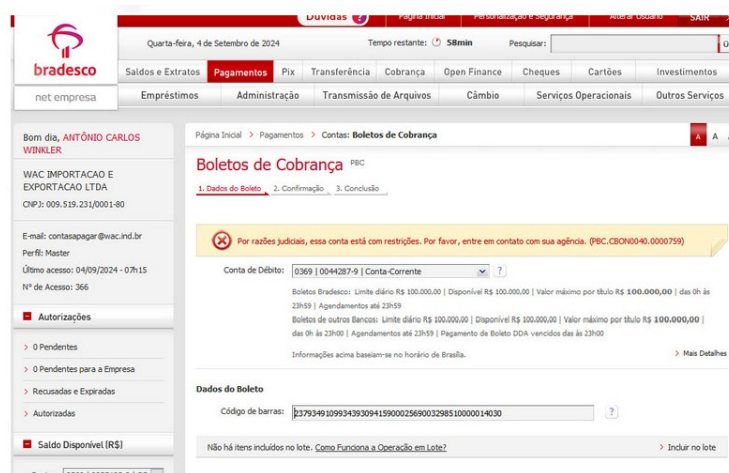 Dúvidas ?
Página Inicial
Personalização e Segurança
Alterar Usuário
SAIR
Quarta-feira, 4 de Setembro de 2024
Tempo restante: 58min
Pesquisar:
bradesco
net empresa
Saldos e Extratos
Pagamentos
Pix
Transferência
Cobrança
Open Finance
Cheques
Cartões
Investimentos
Empréstimos
Administração
Transmissão de Arquivos
Câmbio
Serviços Operacionais
Outros Serviços
Bom dia, ANTÔNIO CARLOS
WINKLER
WAC IMPORTACAO E
EXPORTACAO LTDA
CNPJ: 009.519.231/0001-80
E-mail: contasapagar@wac.ind.br
Perfil: Master
Último acesso: 04/09/2024 - 07h15
Nº de Acesso: 366
Autorizações
> 0 Pendentes
> 0 Pendentes para a Empresa
> Recusadas e Expiradas
> Autorizadas
Saldo Disponível (R$)
Página Inicial > Pagamentos > Contas: Boletos de Cobrança
A A
Boletos de Cobrança PBC
1. Dados do Boleto 2. Confirmação 3. Conclusão
Por razões judiciais, essa conta está com restrições. Por favor, entre em contato com sua agência. (PBC.CBON0040.0000759)
Conta de Débito: 0369 | 0044287-9 | Conta-Corrente ?
Boletos Bradesco: Limite diário R$ 100.000,00 | Disponível R$ 100.000,00 | Valor máximo por título R$ 100.000,00 | das 0h às
23h59 | Agendamentos até 23h59
Boletos de outros Bancos: Limite diário R$ 100.000,00 | Disponível R$ 100.000,00 | Valor máximo por título R$ 100.000,00 |
das 0h às 23h00 | Agendamentos até 23h59 | Pagamento de Boleto DDA vencidos das às 23h00
Informações acima baseiam-se no horário de Brasília.
> Mais Detalhes
Dados do Boleto
Código de barras: 23793491099343930941590002569003298510000014030 ?
Não há itens incluídos no lote. Como Funciona a Operação em Lote?
> Incluir no lote